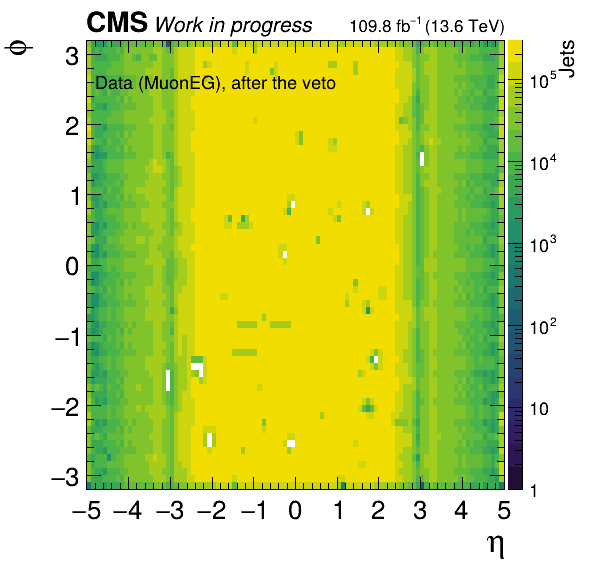 CMS Work in progress 109.8 fb⁻¹ (13.6 TeV)
ϕ
Jets
Data (MuonEG), after the veto
3
2
1
0
−1
−2
−3
10⁵
10⁴
10³
10²
10
1
−5 −4 −3 −2 −1 0 1 2 3 4 5
η